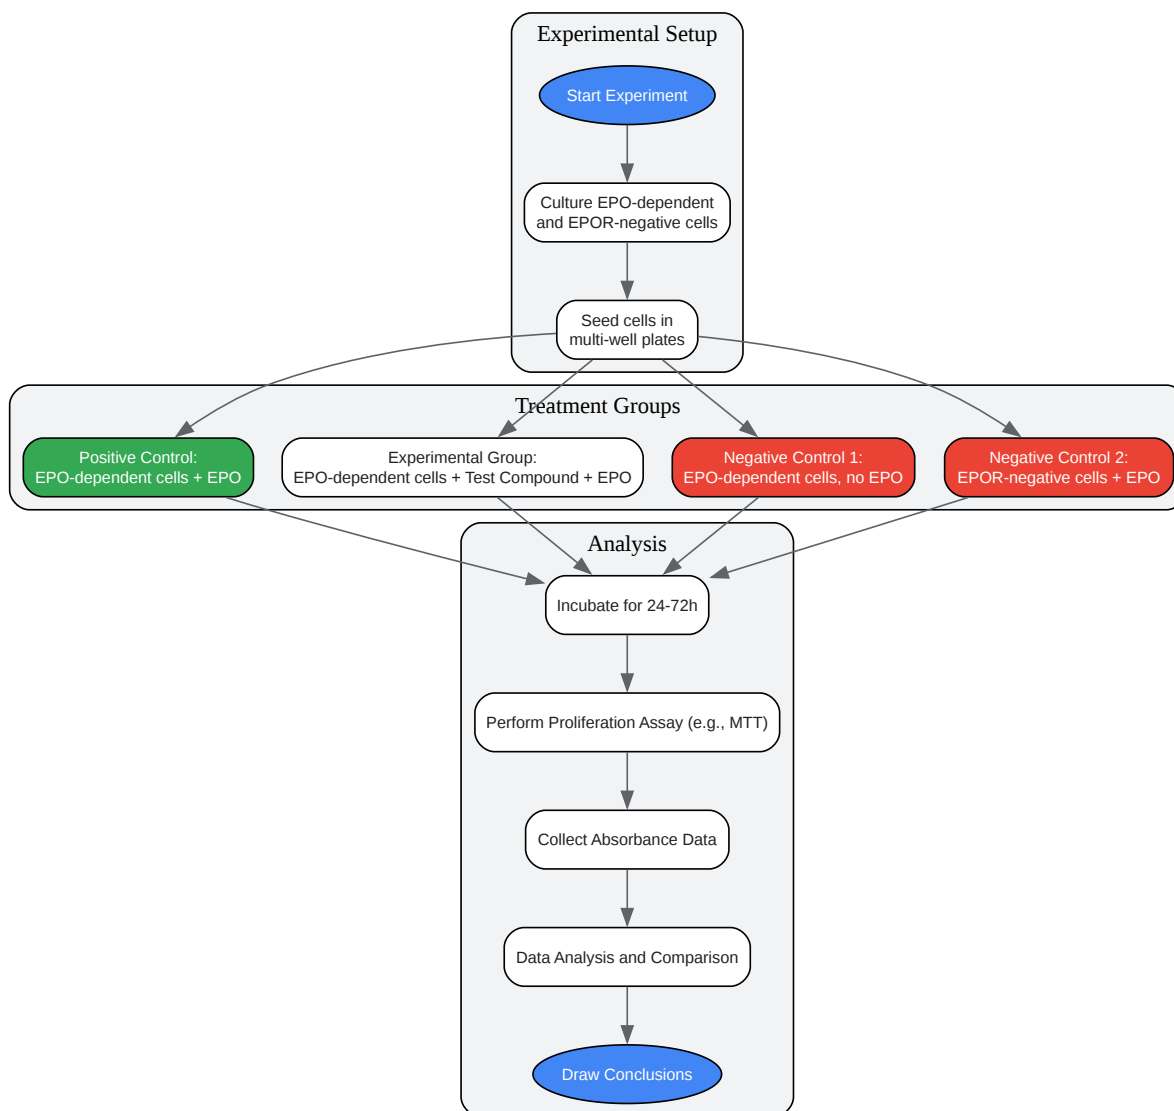 Experimental Setup
Start Experiment
Culture EPO-dependent
and EPOR-negative cells
Seed cells in
multi-well plates
Treatment Groups
Positive Control:
EPO-dependent cells + EPO
Experimental Group:
EPO-dependent cells + Test Compound + EPO
Negative Control 1:
EPO-dependent cells, no EPO
Negative Control 2:
EPOR-negative cells + EPO
Analysis
Incubate for 24-72h
Perform Proliferation Assay (e.g., MTT)
Collect Absorbance Data
Data Analysis and Comparison
Draw Conclusions